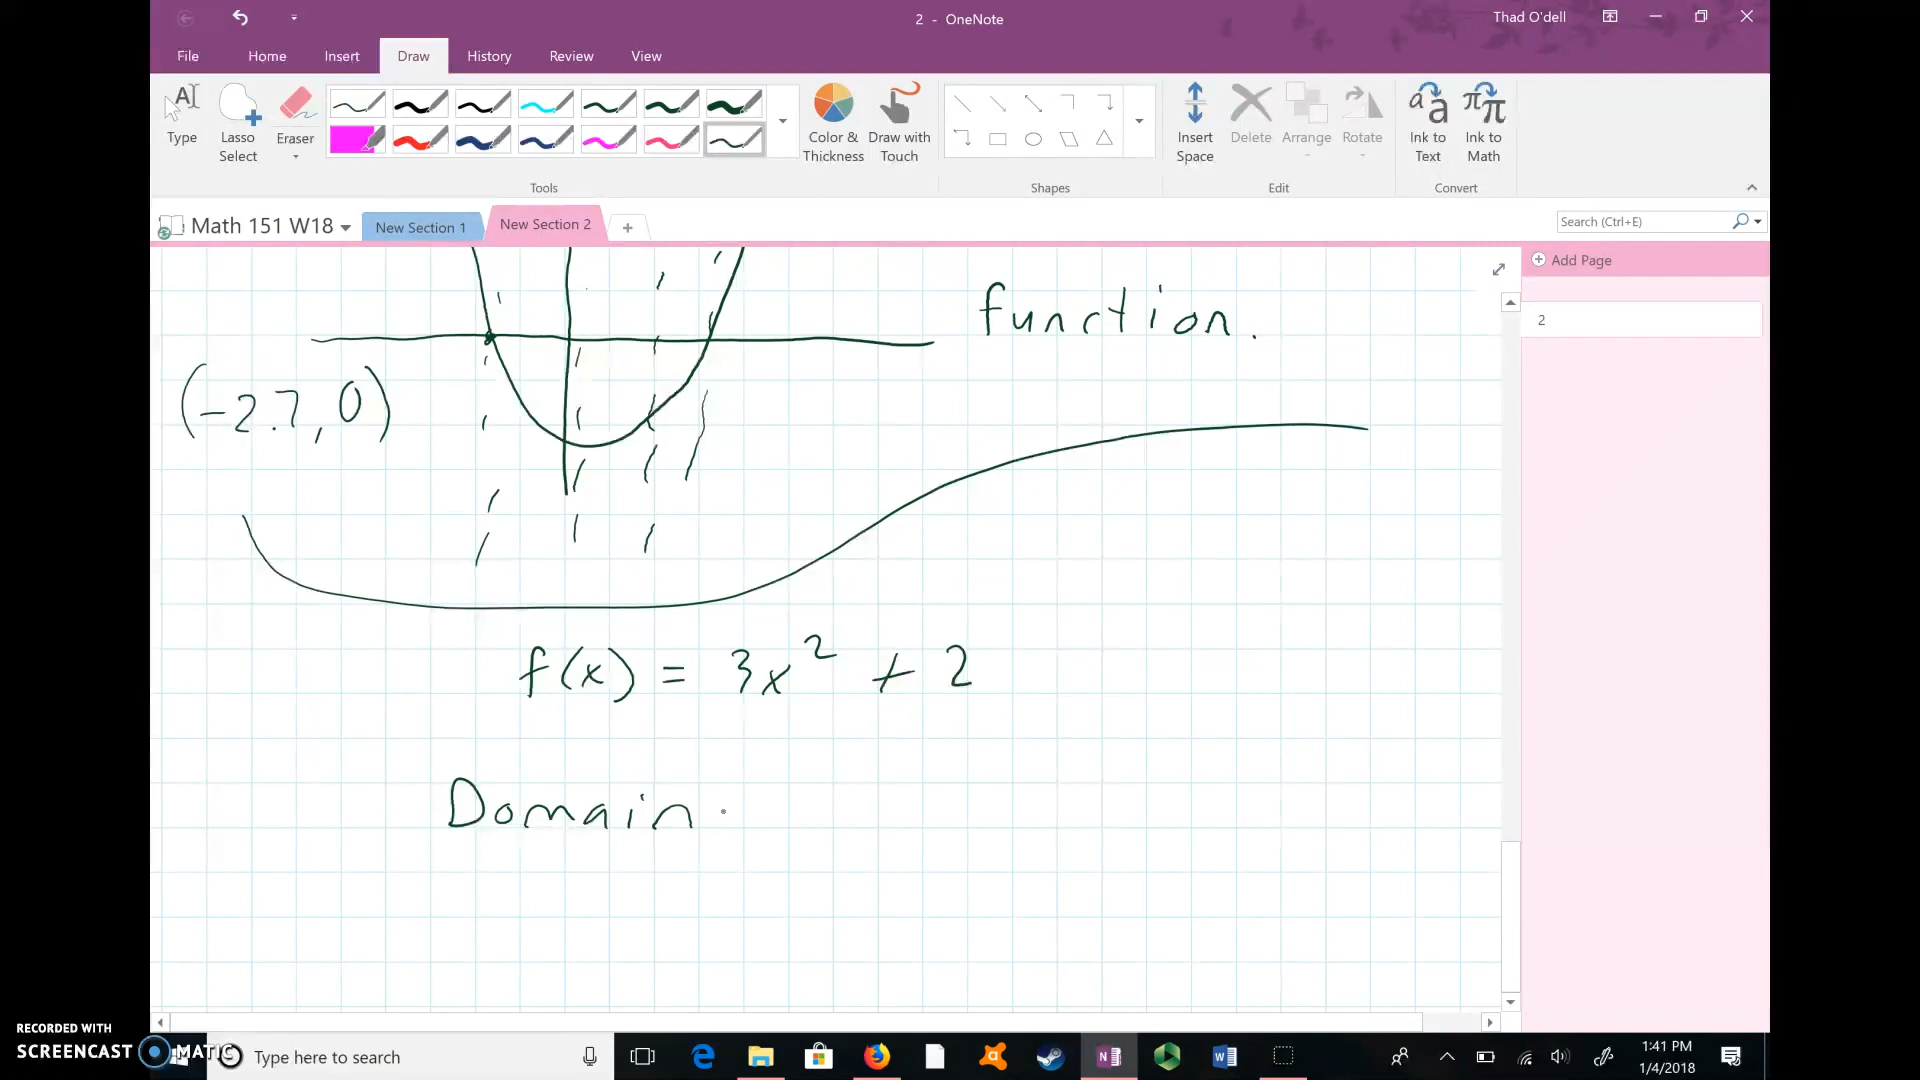 2 - OneNote
Thad O'dell
File Home Insert Draw History Review View
Type
Lasso Select
Eraser
Color & Thickness
Draw with Touch
Insert Space
Delete
Arrange
Rotate
Ink to Text
Ink to Math
Tools
Shapes
Edit
Convert
Math 151 W18
New Section 1
New Section 2
Search (Ctrl+E)
Add Page
2
function.
(-2.7, 0)
f(x) = 3x² + 2
Domain
RECORDED WITH
SCREENCAST MATIC
Type here to search
1:41 PM
1/4/2018